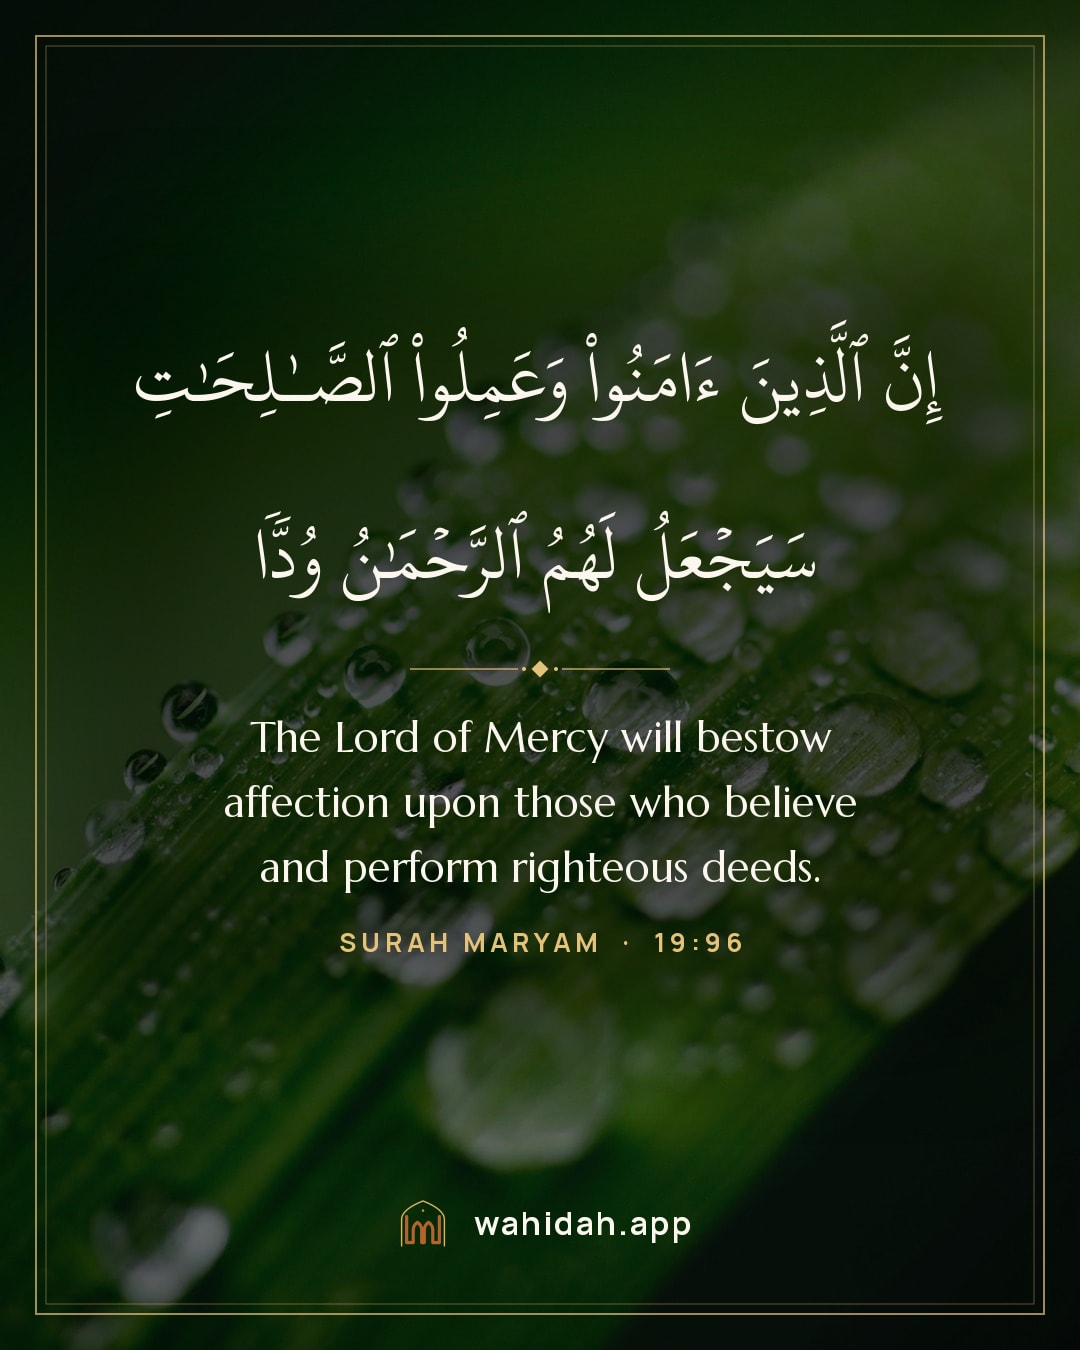 إِنَّ ٱلَّذِينَ ءَامَنُوا۟ وَعَمِلُوا۟ ٱلصَّـٰلِحَـٰتِ
سَيَجْعَلُ لَهُمُ ٱلرَّحْمَـٰنُ وُدًّا
The Lord of Mercy will bestow
affection upon those who believe
and perform righteous deeds.
SURAH MARYAM · 19:96
wahidah.app